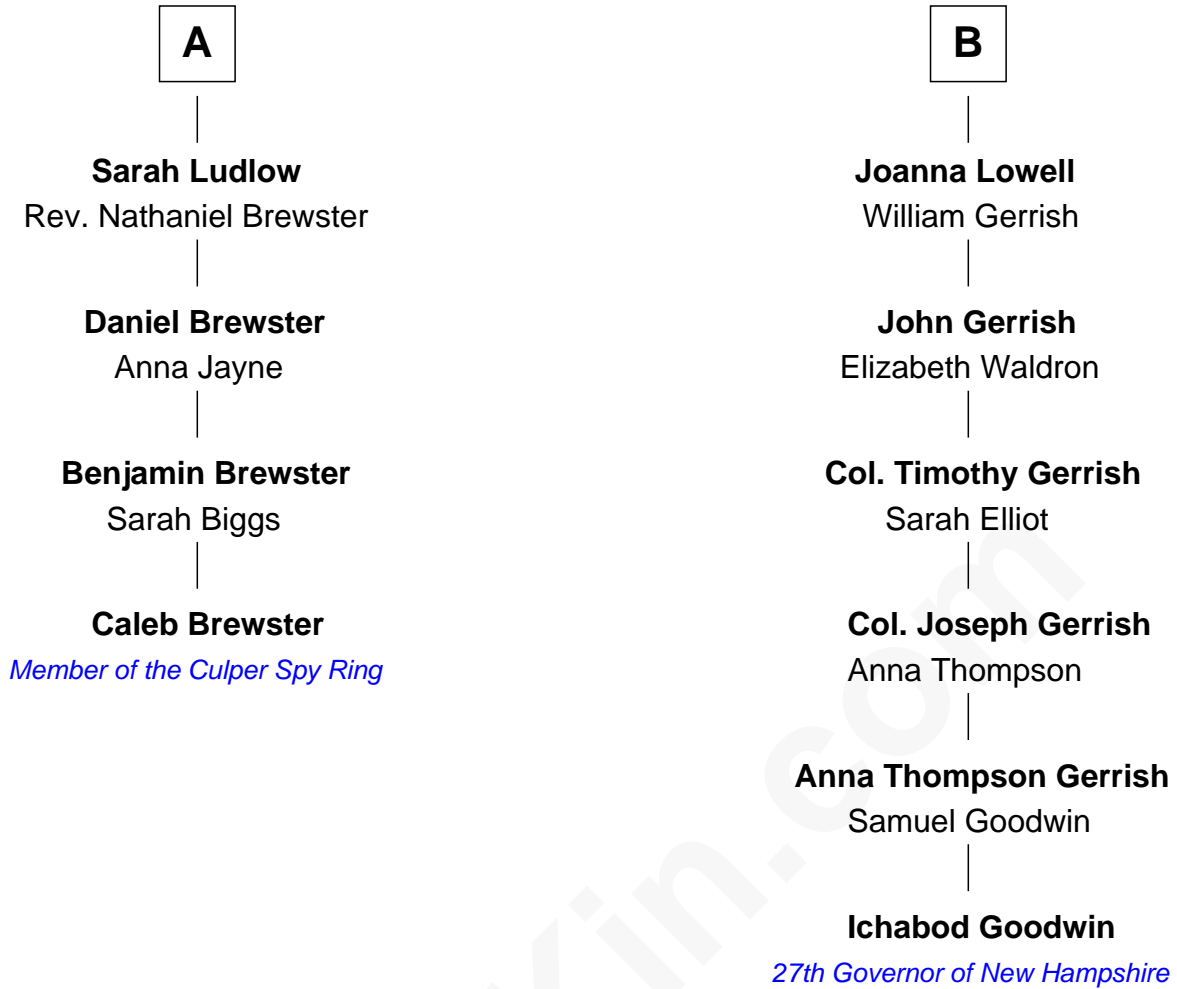 A
Sarah Ludlow
Rev. Nathaniel Brewster
Daniel Brewster
Anna Jayne
Benjamin Brewster
Sarah Biggs
Caleb Brewster
Member of the Culper Spy Ring
B
Joanna Lowell
William Gerrish
John Gerrish
Elizabeth Waldron
Col. Timothy Gerrish
Sarah Elliot
Col. Joseph Gerrish
Anna Thompson
Anna Thompson Gerrish
Samuel Goodwin
Ichabod Goodwin
27th Governor of New Hampshire